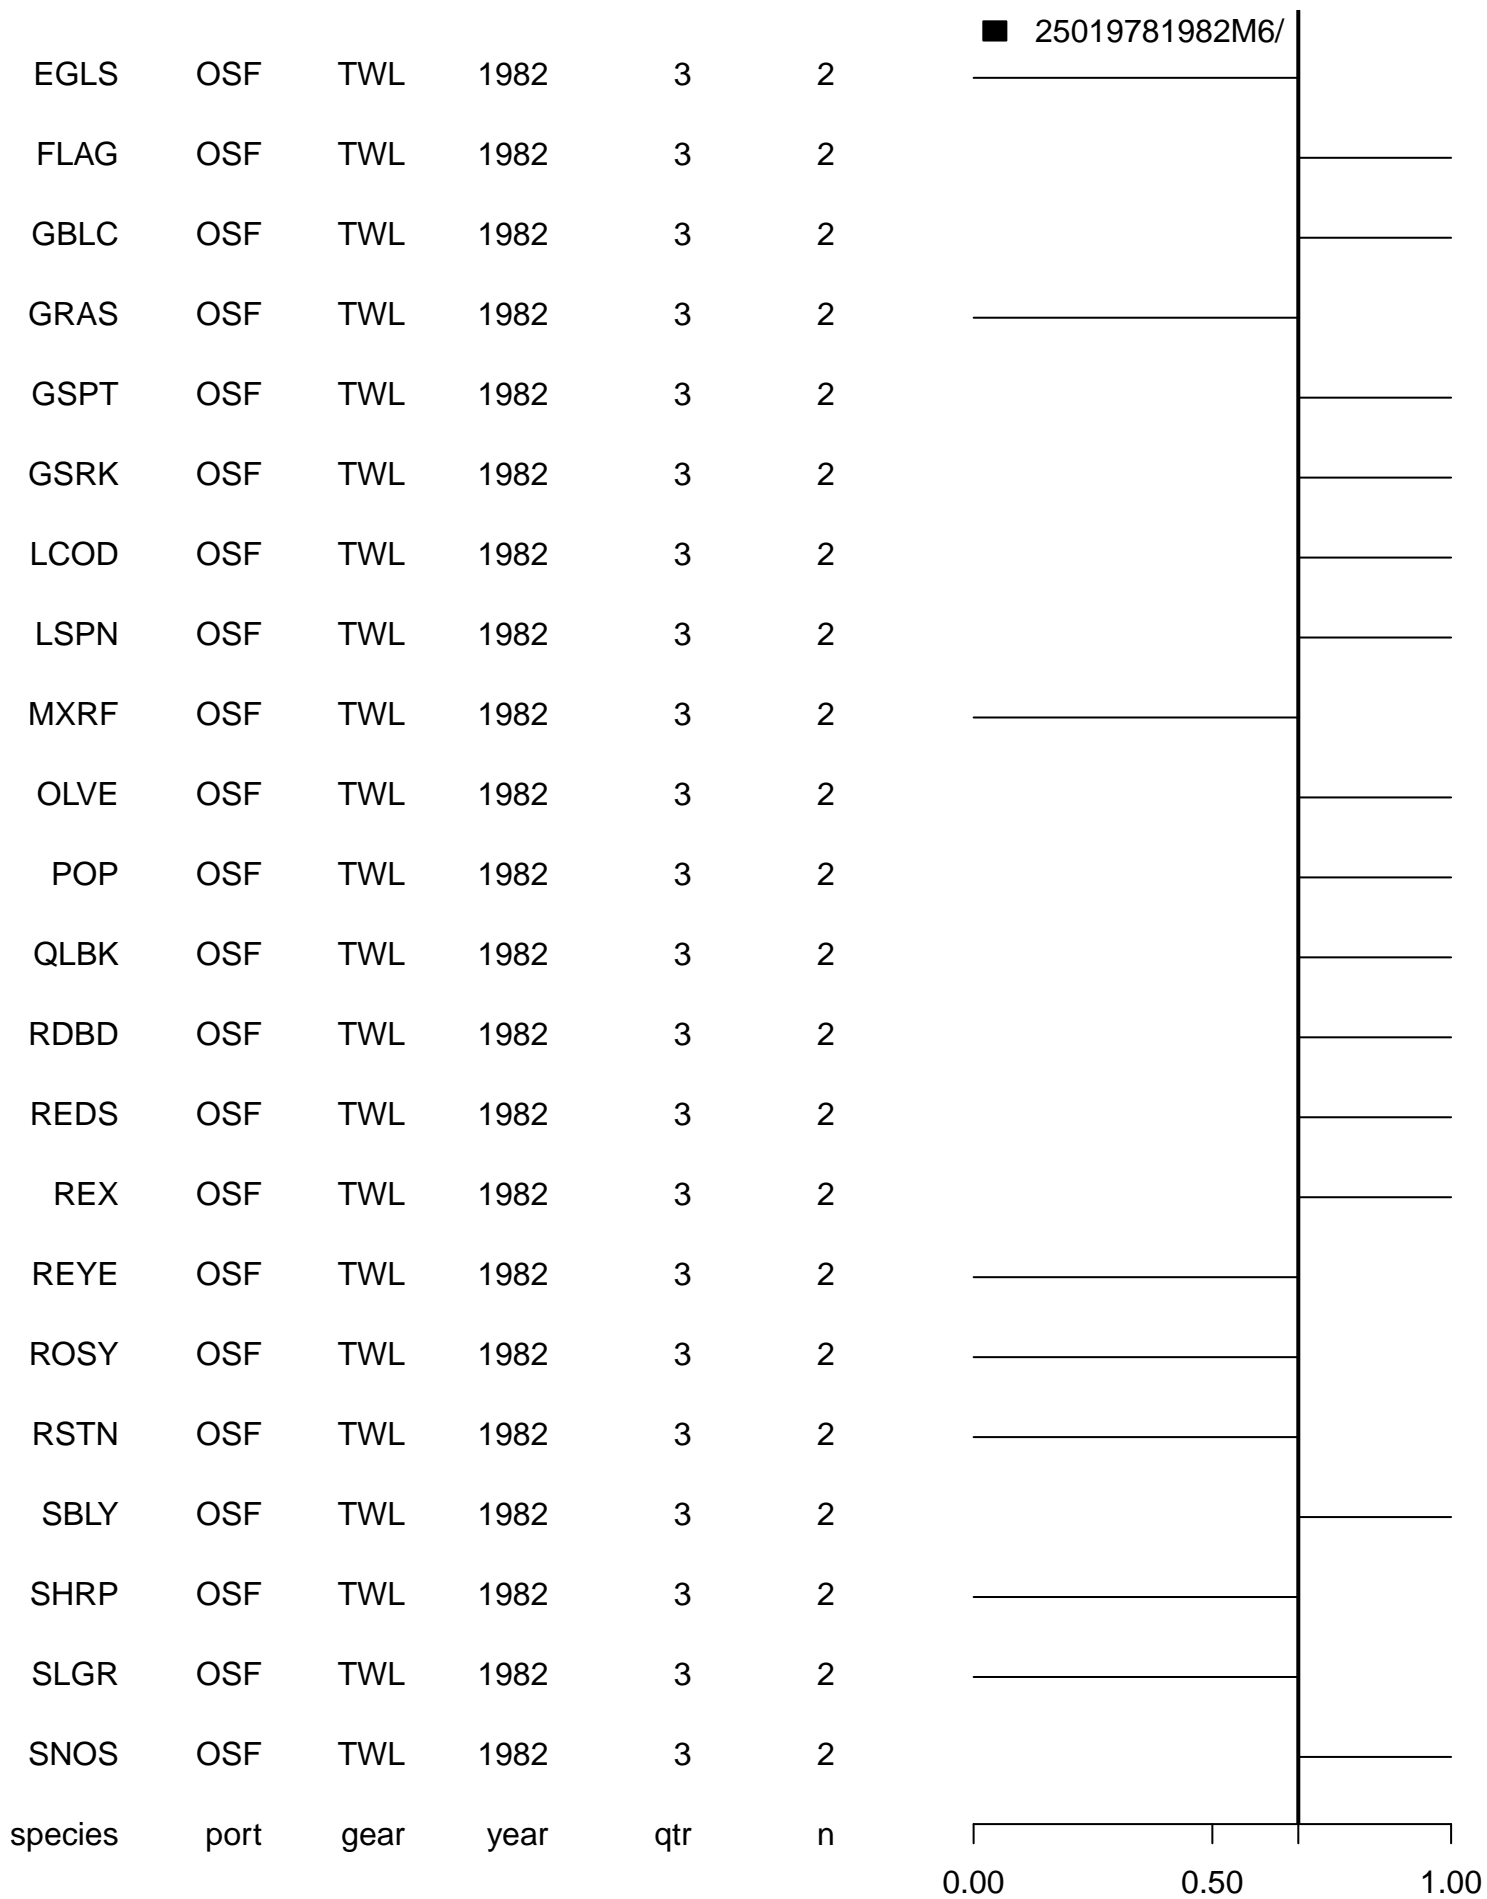 25019781982M6/
EGLS OSF TWL 1982 3 2
FLAG OSF TWL 1982 3 2
GBLC OSF TWL 1982 3 2
GRAS OSF TWL 1982 3 2
GSPT OSF TWL 1982 3 2
GSRK OSF TWL 1982 3 2
LCOD OSF TWL 1982 3 2
LSPN OSF TWL 1982 3 2
MXRF OSF TWL 1982 3 2
OLVE OSF TWL 1982 3 2
POP OSF TWL 1982 3 2
QLBK OSF TWL 1982 3 2
RDBD OSF TWL 1982 3 2
REDS OSF TWL 1982 3 2
REX OSF TWL 1982 3 2
REYE OSF TWL 1982 3 2
ROSY OSF TWL 1982 3 2
RSTN OSF TWL 1982 3 2
SBLY OSF TWL 1982 3 2
SHRP OSF TWL 1982 3 2
SLGR OSF TWL 1982 3 2
SNOS OSF TWL 1982 3 2
species port gear year qtr n
0.00 0.50 1.00